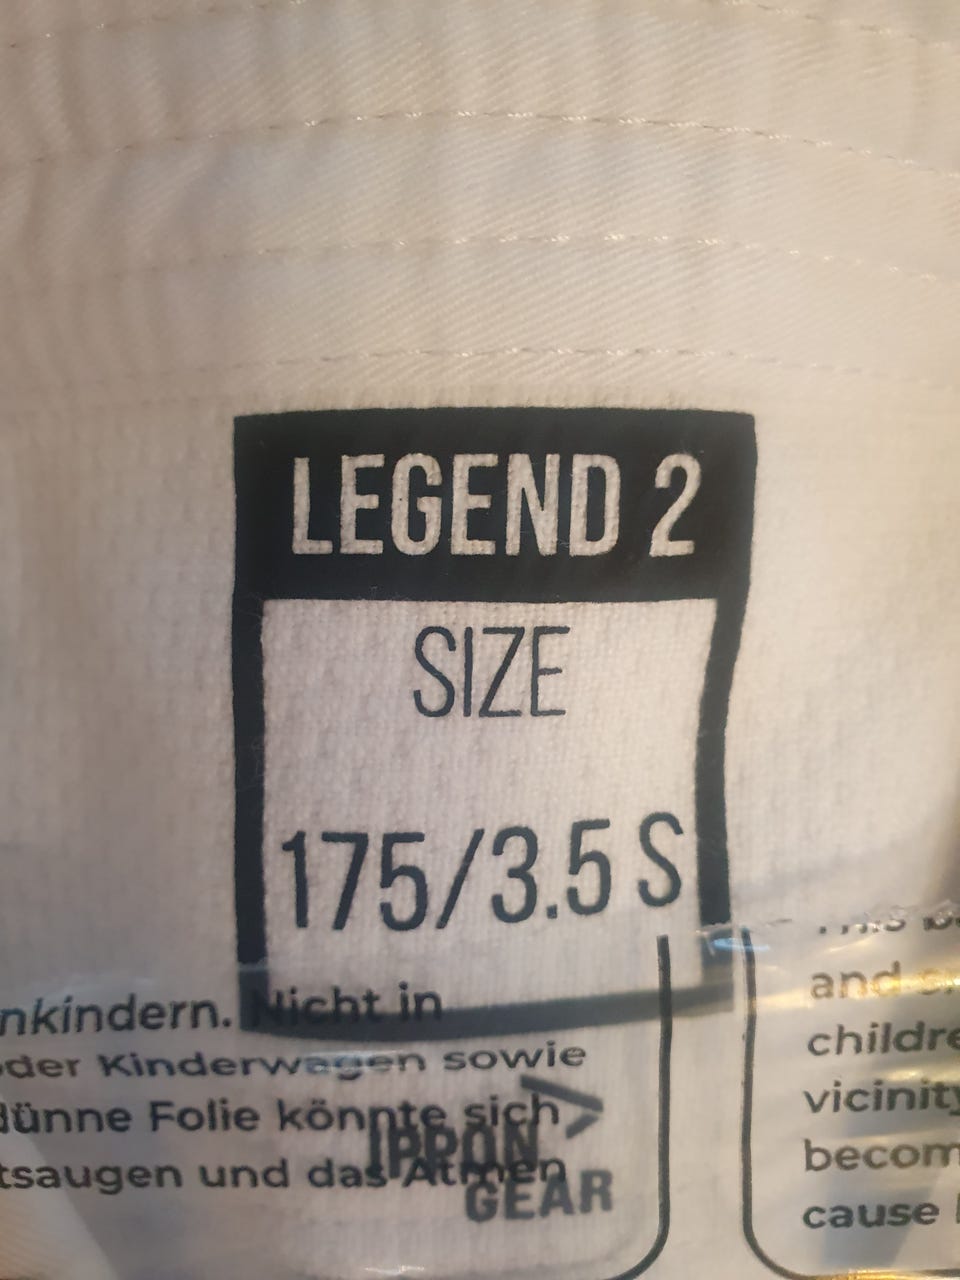 LEGEND 2
SIZE
175/3.5 S
nkindern. Nicht in
der Kinderwagen sowie
dünne Folie könnte sich
tsaugen und das Atmen
IPPON
GEAR
and
childre
vicinity
becom
cause